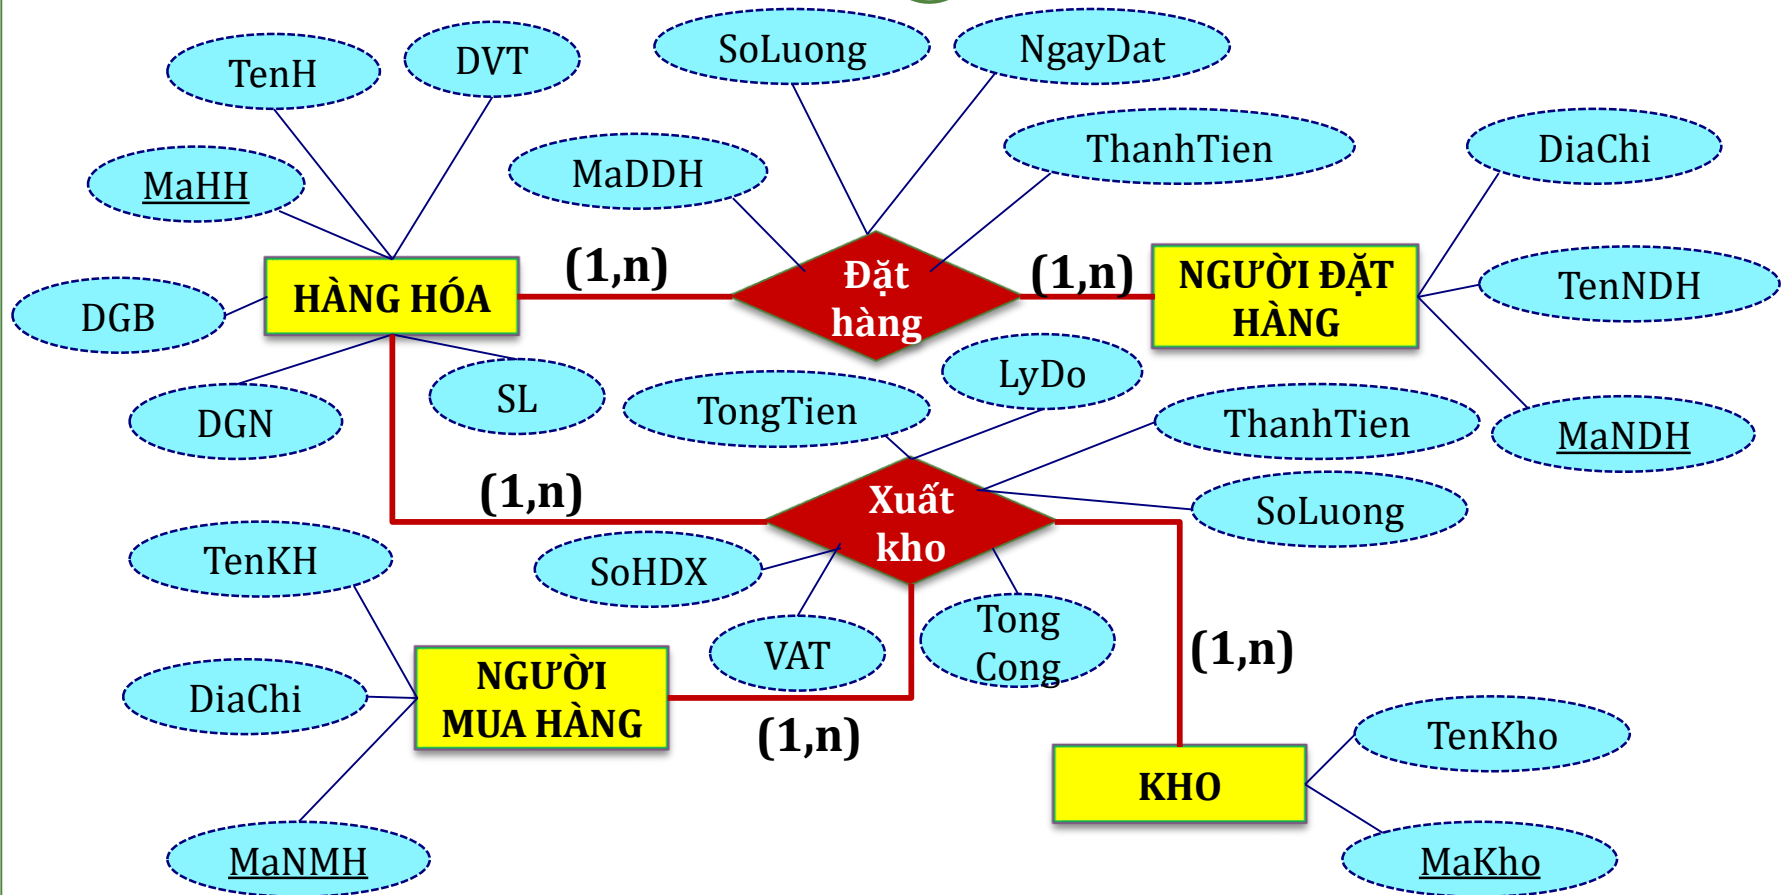 TenH
DVT
SoLuong
NgayDat
MaHH
MaDDH
ThanhTien
DiaChi
DGB
HÀNG HÓA
(1,n)
Đặt
hàng
(1,n)
NGƯỜI ĐẶT
HÀNG
TenNDH
DGN
SL
TongTien
LyDo
ThanhTien
MaNDH
(1,n)
Xuất
kho
SoLuong
TenKH
SoHDX
VAT
Tong
Cong
(1,n)
DiaChi
NGƯỜI
MUA HÀNG
(1,n)
TenKho
KHO
MaNMH
MaKho